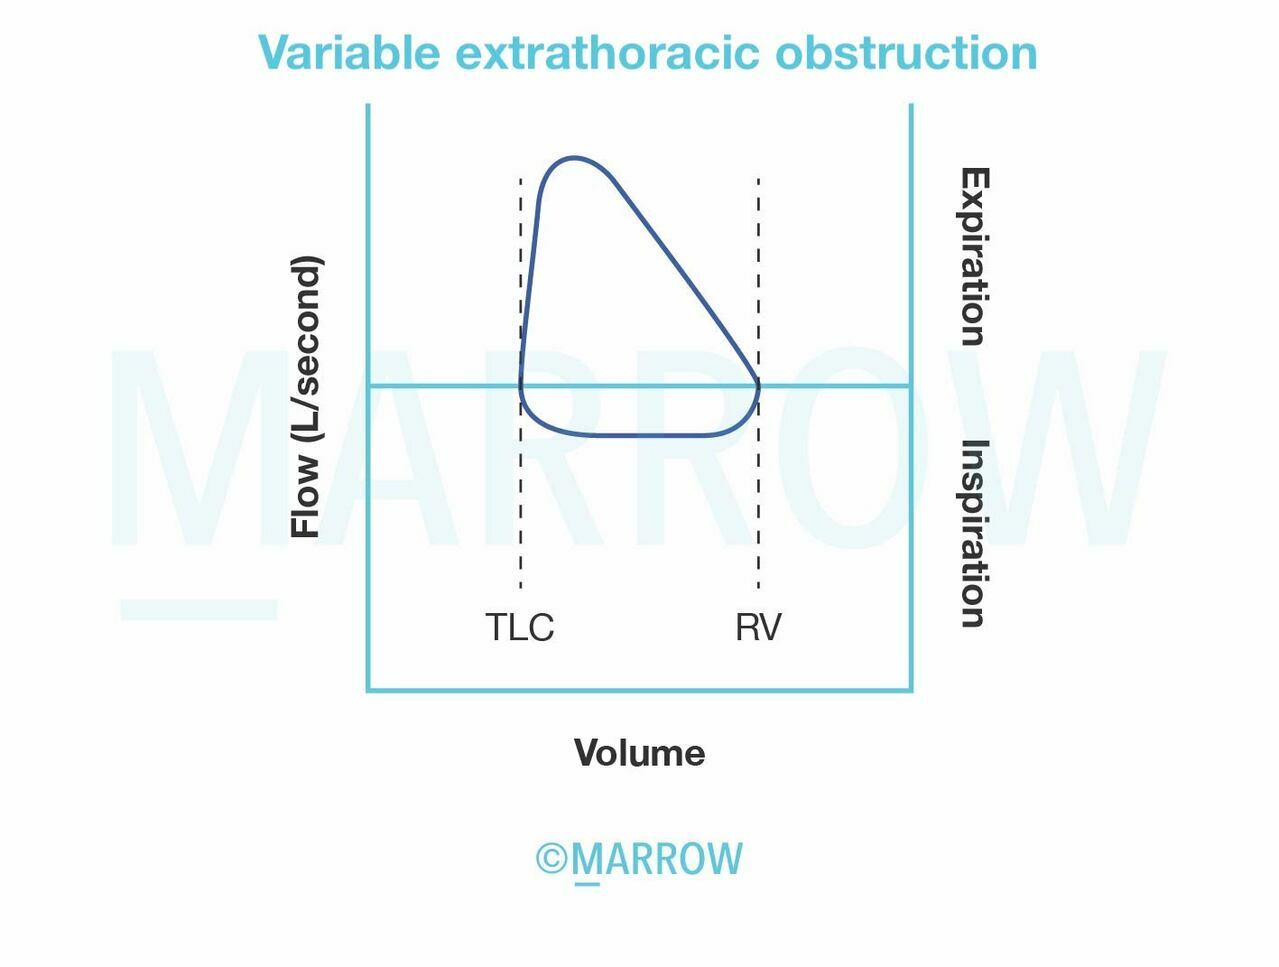 Variable extrathoracic obstruction
Flow (L/second)
Expiration
Inspiration
TLC
RV
Volume
MARROW
©MARROW